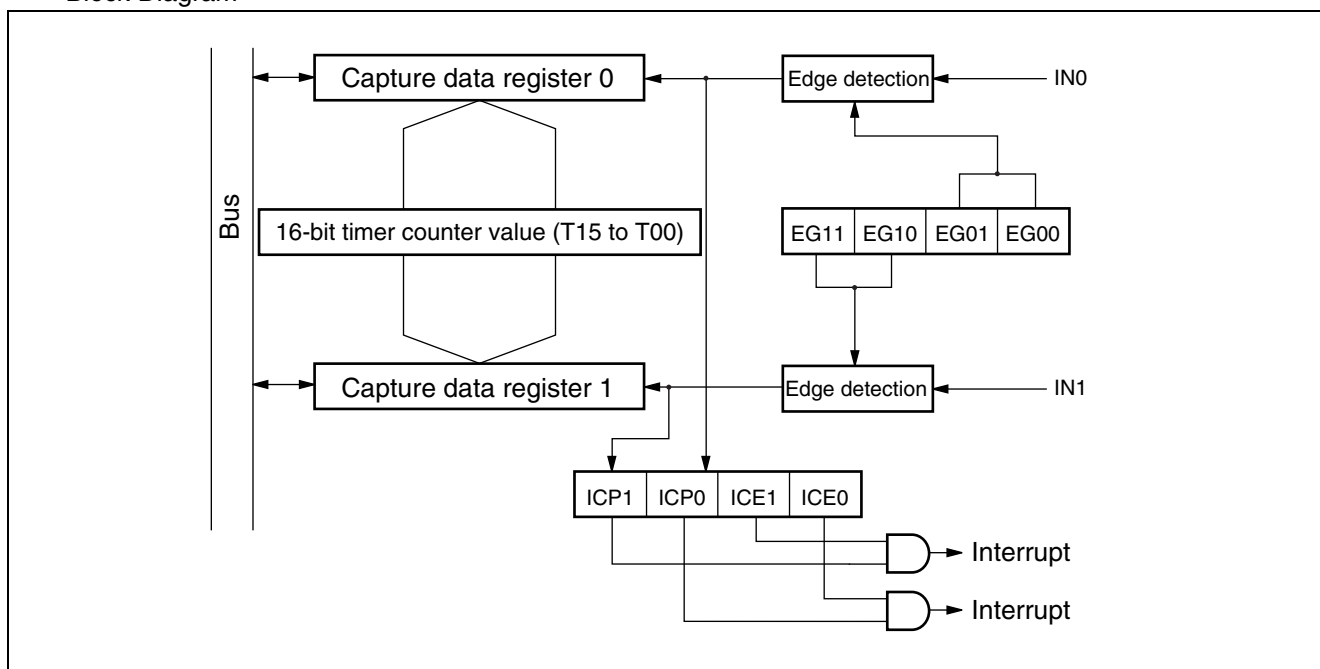 Block Diagram
Capture data register 0
Edge detection
IN0
Bus
16-bit timer counter value (T15 to T00)
EG11 EG10 EG01 EG00
Capture data register 1
Edge detection
IN1
ICP1 ICP0 ICE1 ICE0
Interrupt
Interrupt